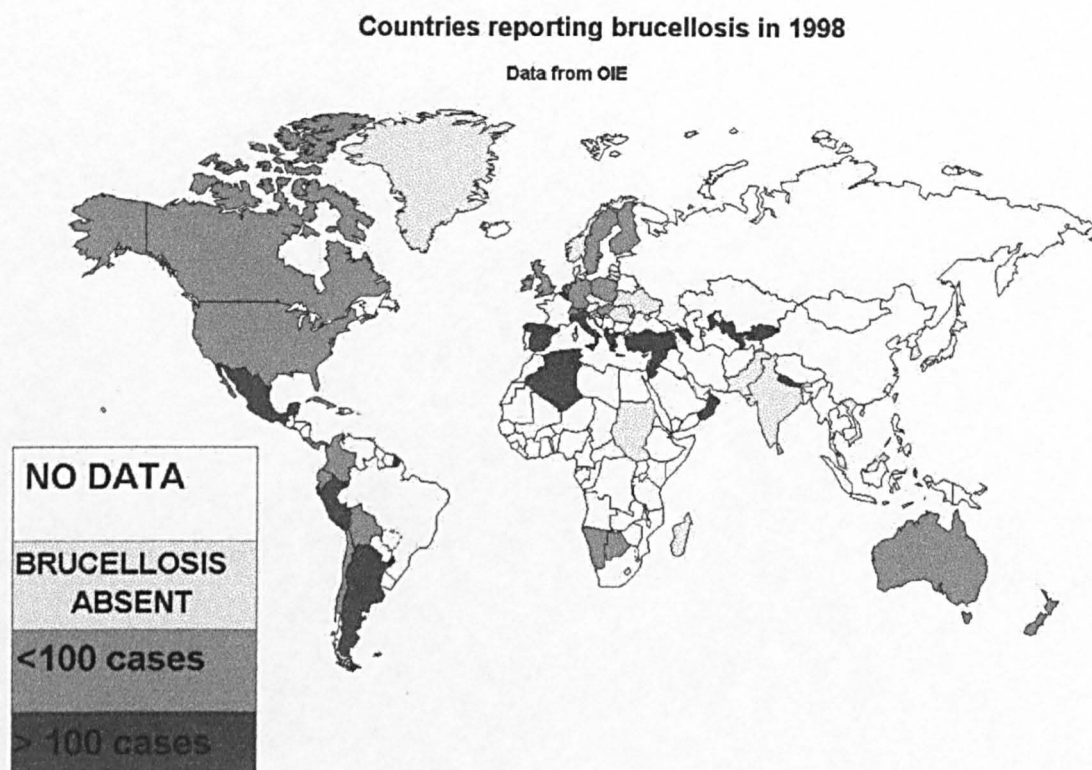 Countries reporting brucellosis in 1998
Data from OIE
NO DATA
BRUCELLOSIS
ABSENT
<100 cases
> 100 cases